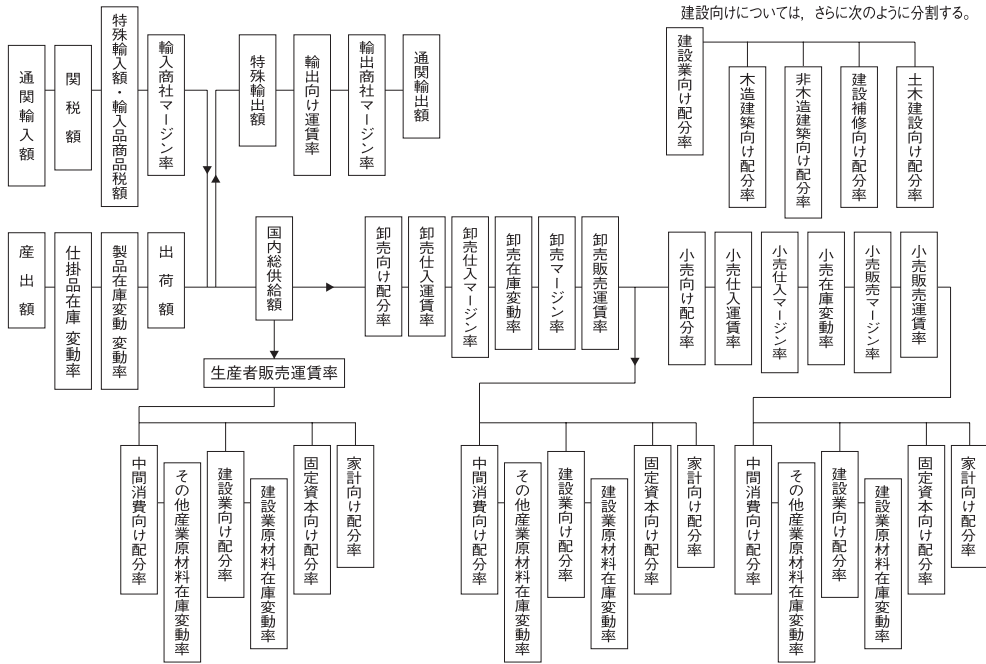 建設向けについては，さらに次のように分割する。
通関輸入額
関税額
特殊輸入額・輸入品商品税額
輸入商社マージン率
特殊輸出額
輸出向け運賃率
輸出商社マージン率
通関輸出額
建設業向け配分率
木造建築向け配分率
非木造建築向け配分率
建設補修向け配分率
土木建設向け配分率
産出額
仕掛品在庫変動率
製品在庫変動変動率
出荷額
国内総供給額
卸売向け配分率
卸売仕入運賃率
卸売仕入マージン率
卸売在庫変動率
卸売マージン率
卸売販売運賃率
小売向け配分率
小売仕入運賃率
小売仕入マージン率
小売在庫変動率
小売販売マージン率
小売販売運賃率
生産者販売運賃率
中間消費向け配分率
その他産業原材料在庫変動率
建設業向け配分率
建設業原材料在庫変動率
固定資本向け配分率
家計向け配分率
中間消費向け配分率
その他産業原材料在庫変動率
建設業向け配分率
建設業原材料在庫変動率
固定資本向け配分率
家計向け配分率
中間消費向け配分率
その他産業原材料在庫変動率
建設業向け配分率
建設業原材料在庫変動率
固定資本向け配分率
家計向け配分率